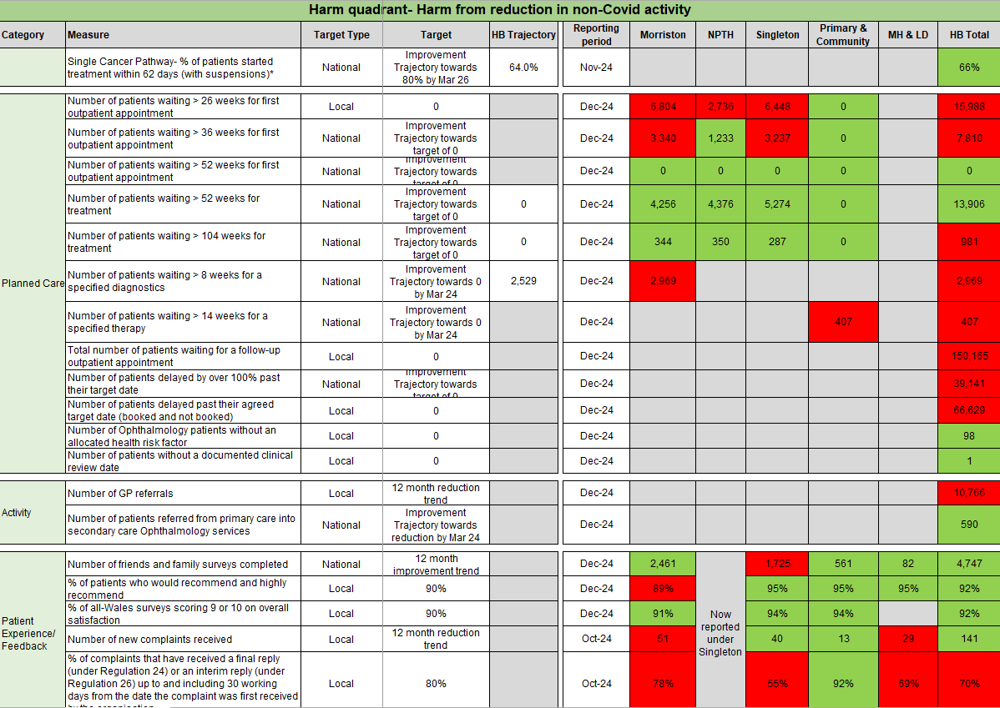 Harm quadrant- Harm from reduction in non-Covid activity
Category Measure Target Type Target HB Trajectory Reporting period Morriston NPTH Singleton Primary & Community MH & LD HB Total
Single Cancer Pathway- % of patients started
treatment within 62 days (with suspensions)*
National
Improvement
Trajectory towards
80% by Mar 26
64.0% Nov-24 66%
Planned Care
Number of patients waiting > 26 weeks for first
outpatient appointment
Local 0 Dec-24 6,804 2,736 6,448 0 15,988
Number of patients waiting > 36 weeks for first
outpatient appointment
National
Improvement
Trajectory towards
target of 0
Dec-24 3,340 1,233 3,237 0 7,810
Number of patients waiting > 52 weeks for first
outpatient appointment
National
Improvement
Trajectory towards
target of 0
Dec-24 0 0 0 0 0
Number of patients waiting > 52 weeks for
treatment
National
Improvement
Trajectory towards
target of 0
0 Dec-24 4,256 4,376 5,274 0 13,906
Number of patients waiting > 104 weeks for
treatment
National
Improvement
Trajectory towards
target of 0
0 Dec-24 344 350 287 0 981
Number of patients waiting > 8 weeks for a
specified diagnostics
National
Improvement
Trajectory towards 0
by Mar 24
2,529 Dec-24 2,969 2,969
Number of patients waiting > 14 weeks for a
specified therapy
National
Improvement
Trajectory towards 0
by Mar 24
Dec-24 407 407
Total number of patients waiting for a follow-up
outpatient appointment
Local 0 Dec-24 150,165
Number of patients delayed by over 100% past
their target date
National
Improvement
Trajectory towards
target of 0
Dec-24 39,141
Number of patients delayed past their agreed
target date (booked and not booked)
Local 0 Dec-24 66,629
Number of Ophthalmology patients without an
allocated health risk factor
Local 0 Dec-24 98
Number of patients without a documented clinical
review date
Local 0 Dec-24 1
Activity
Number of GP referrals
Local
12 month reduction
trend
Dec-24 10,766
Number of patients referred from primary care into
secondary care Ophthalmology services
National
Improvement
Trajectory towards
reduction by Mar 24
Dec-24 590
Patient
Experience/
Feedback
Number of friends and family surveys completed
National
12 month
improvement trend
Dec-24 2,461 1,725 561 82 4,747
Now
reported
under
Singleton
% of patients who would recommend and highly
recommend
Local 90% Dec-24 89% 95% 95% 95% 92%
% of all-Wales surveys scoring 9 or 10 on overall
satisfaction
Local 90% Dec-24 91% 94% 94% 92%
Number of new complaints received
Local
12 month reduction
trend
Oct-24 51 40 13 29 141
% of complaints that have received a final reply
(under Regulation 24) or an interim reply (under
Regulation 26) up to and including 30 working
days from the date the complaint was first received
by the organisation
Local 80% Oct-24 78% 55% 92% 69% 70%